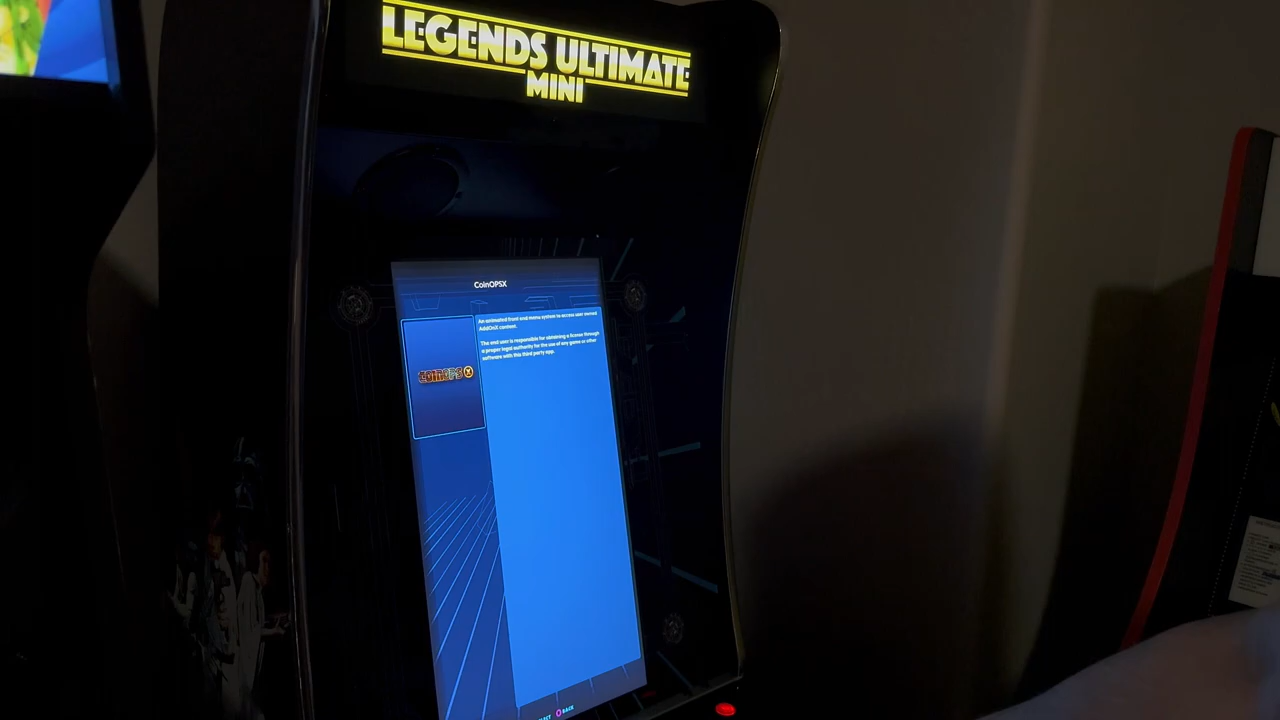 LEGENDS ULTIMATE
MINI
CoinOPSX
An animated front end menu system to access user owned
AddOnX content.
The end user is responsible for obtaining a license through
a proper legal authority for the use of any game or other
software with this third party app.
COINOPS X
BACK